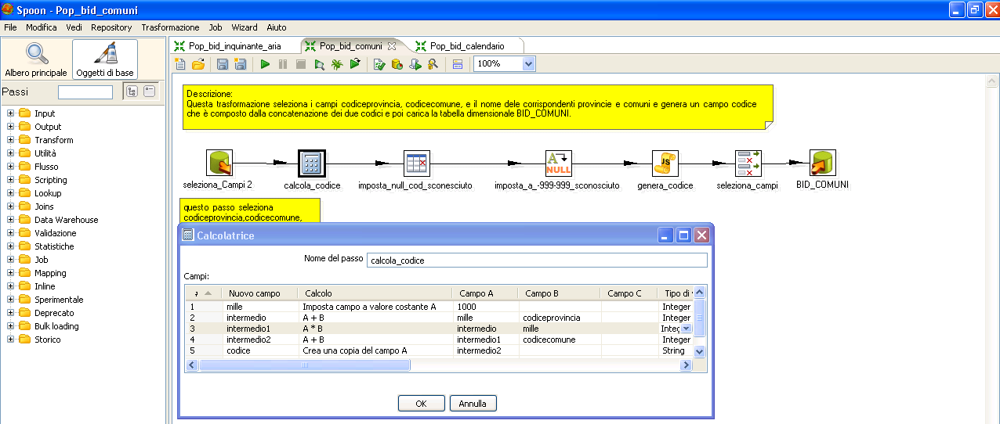 Spoon - Pop_bid_comuni
File Modifica Vedi Repository Trasformazione Job Wizard Aiuto
Albero principale Oggetti di base
Passi
Input
Output
Transform
Utilità
Flusso
Scripting
Lookup
Joins
Data Warehouse
Validazione
Statistiche
Job
Mapping
Inline
Sperimentale
Deprecato
Bulk loading
Storico
Pop_bid_inquinante_aria Pop_bid_comuni Pop_bid_calendario
100%
Descrizione:
Questa trasformazione seleziona i campi codiceprovincia, codicecomune, e il nome dele corrispondenti provincie e comuni e genera un campo codice
che è composto dalla concatenazione dei due codici e poi carica la tabella dimensionale BID_COMUNI.
A
NULL
JS
seleziona_Campi 2 calcola_codice imposta_null_cod_sconesciuto imposta_a_-999-999_sconosciuto genera_codice seleziona_campi BID_COMUNI
questo passo seleziona
codiceprovincia,codicecomune,
Calcolatrice
Nome del passo calcola_codice
Campi:
# Nuovo campo Calcolo Campo A Campo B Campo C Tipo di
1 mille Imposta campo a valore costante A 1000 Integer
2 intermedio A + B mille codiceprovincia Integer
3 intermedio1 A * B intermedio mille Integ
4 intermedio2 A + B intermedio1 codicecomune Integer
5 codice Crea una copia del campo A intermedio2 String
OK Annulla